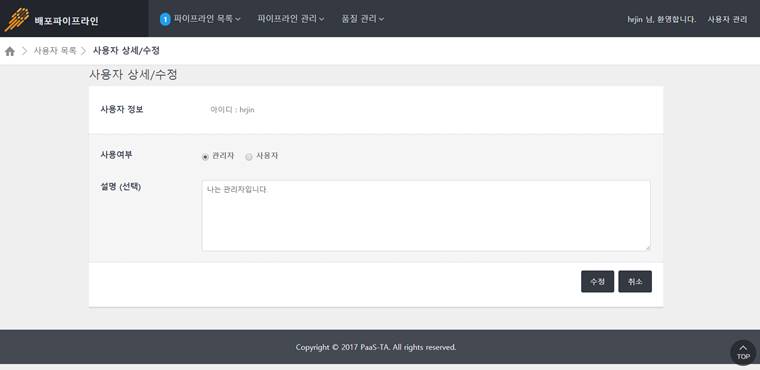 배포파이프라인
1 파이프라인 목록 파이프라인 관리 품질 관리
hrjin 님, 환영합니다. 사용자 관리
사용자 목록 사용자 상세/수정
사용자 상세/수정
사용자 정보 아이디 : hrjin
사용여부 관리자 사용자
설명 (선택) 나는 관리자입니다.
수정 취소
Copyright © 2017 PaaS-TA. All rights reserved.
TOP